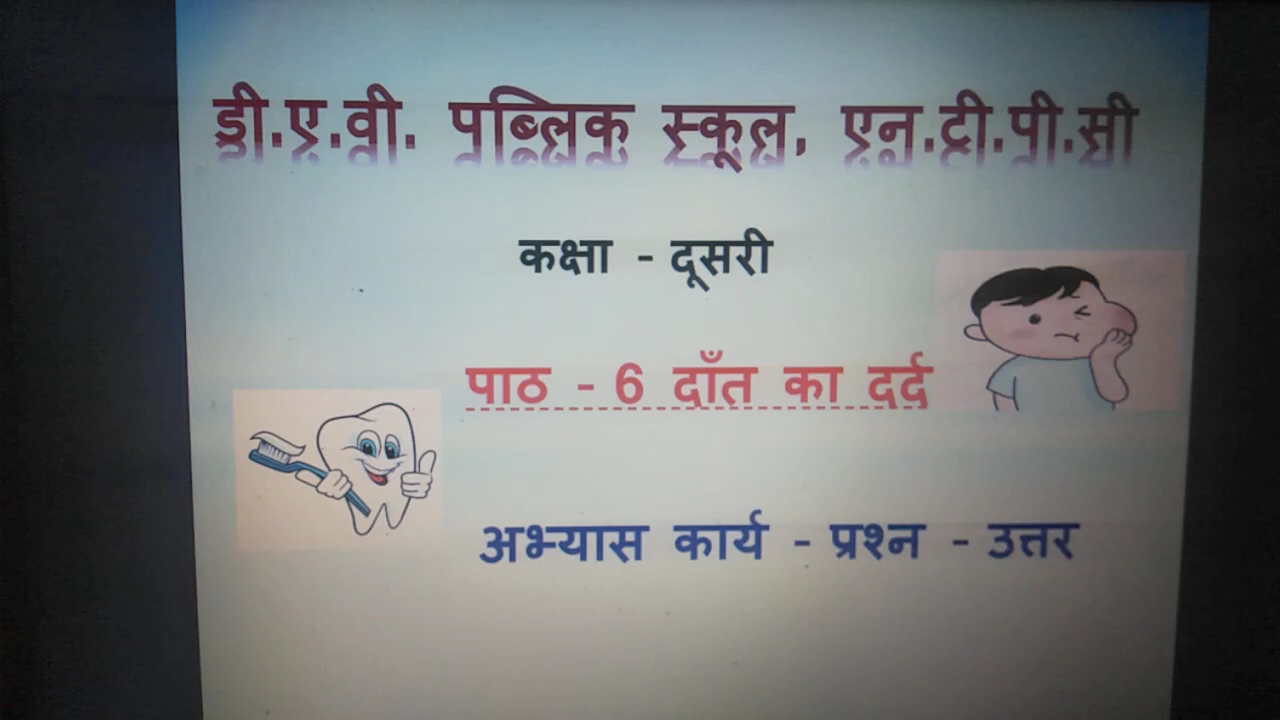 डी.ए.वी. पब्लिक स्कूल, एन.टी.पी.सी
कक्षा - दूसरी
पाठ - 6 दाँत का दर्द
अभ्यास कार्य - प्रश्न - उत्तर